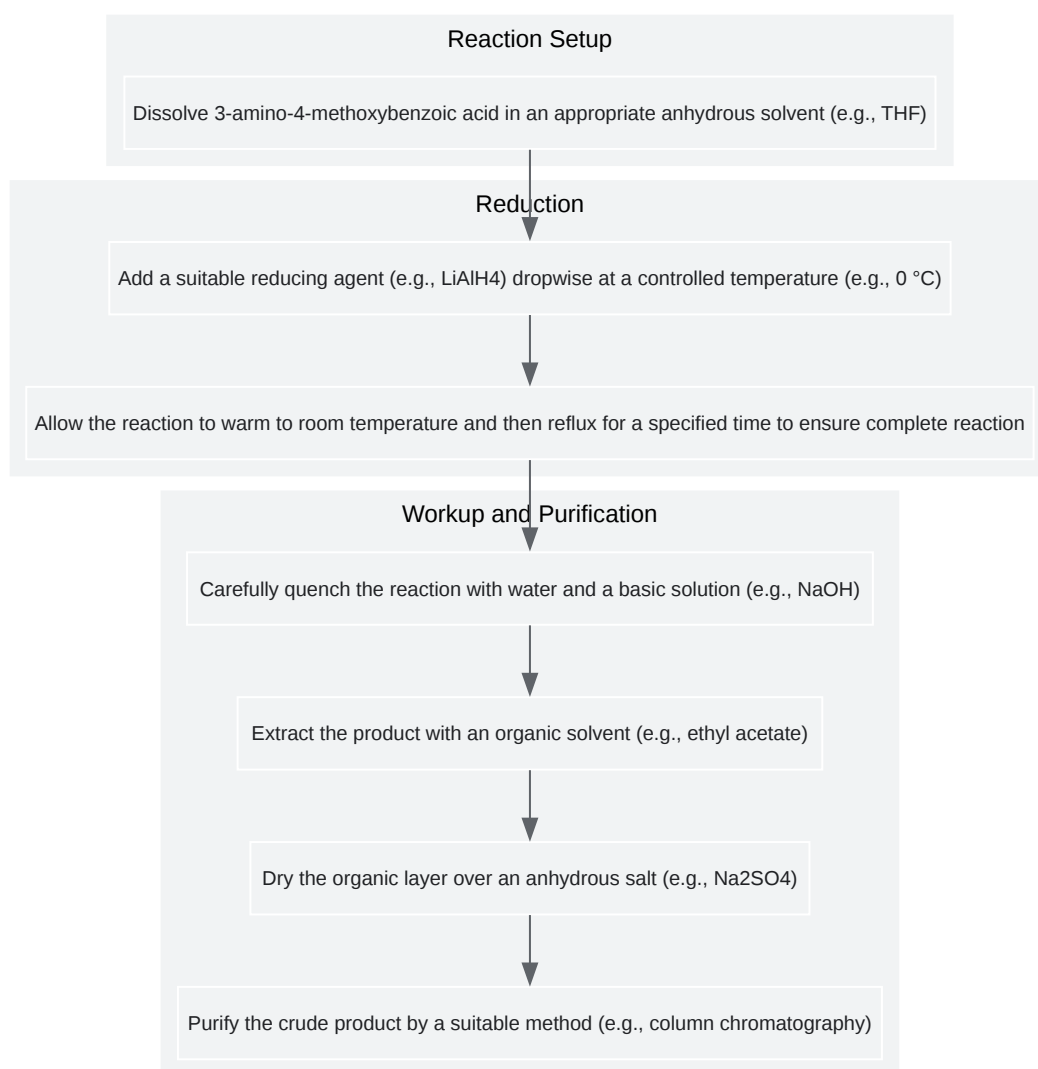 Reaction Setup
Dissolve 3-amino-4-methoxybenzoic acid in an appropriate anhydrous solvent (e.g., THF)
Reduction
Add a suitable reducing agent (e.g., LiAlH4) dropwise at a controlled temperature (e.g., 0 °C)
Allow the reaction to warm to room temperature and then reflux for a specified time to ensure complete reaction
Workup and Purification
Carefully quench the reaction with water and a basic solution (e.g., NaOH)
Extract the product with an organic solvent (e.g., ethyl acetate)
Dry the organic layer over an anhydrous salt (e.g., Na2SO4)
Purify the crude product by a suitable method (e.g., column chromatography)